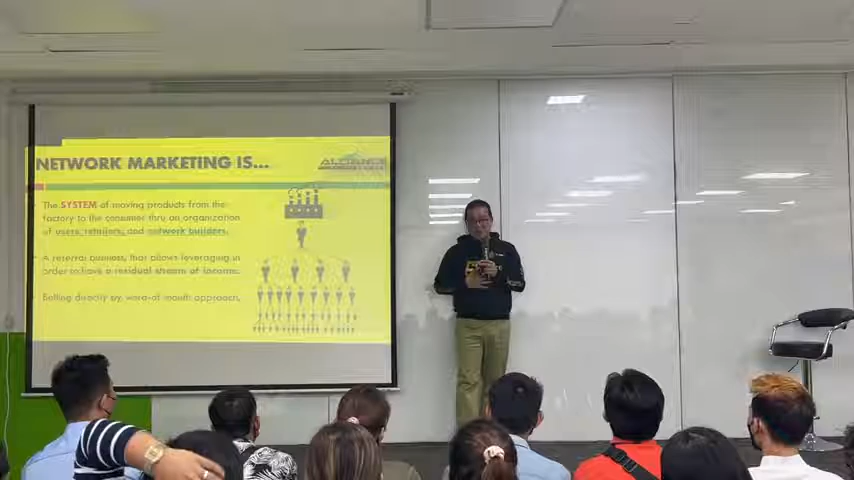 NETWORK MARKETING IS...
ALLIANCE
The SYSTEM of moving products from the
factory to the consumer thru an organization
of users, retailers, and network builders.
A referral business, that allows leveraging in
order to have a residual stream of income.
Selling directly by, word-of mouth approach.